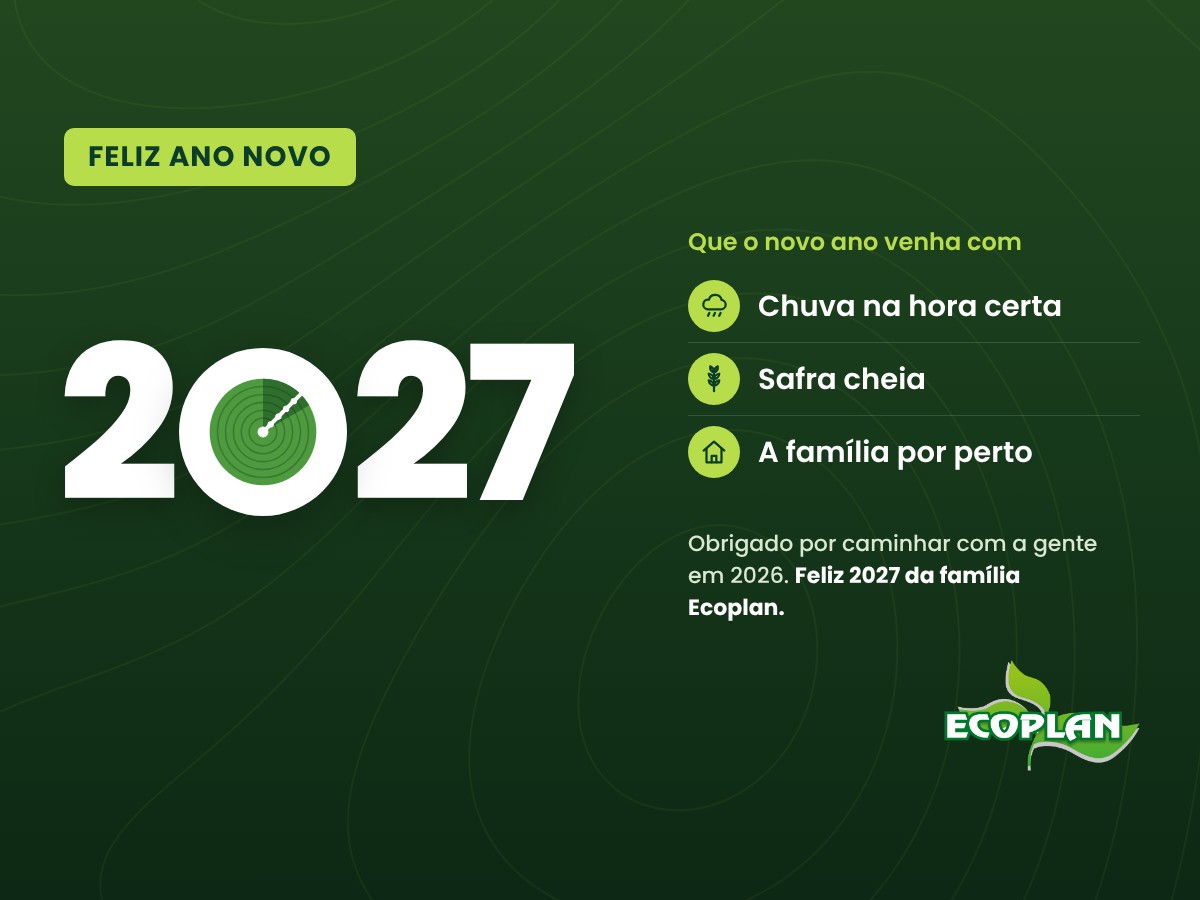 FELIZ ANO NOVO
2027
Que o novo ano venha com
Chuva na hora certa
Safra cheia
A família por perto
Obrigado por caminhar com a gente
em 2026. Feliz 2027 da família
Ecoplan.
ECOPLAN